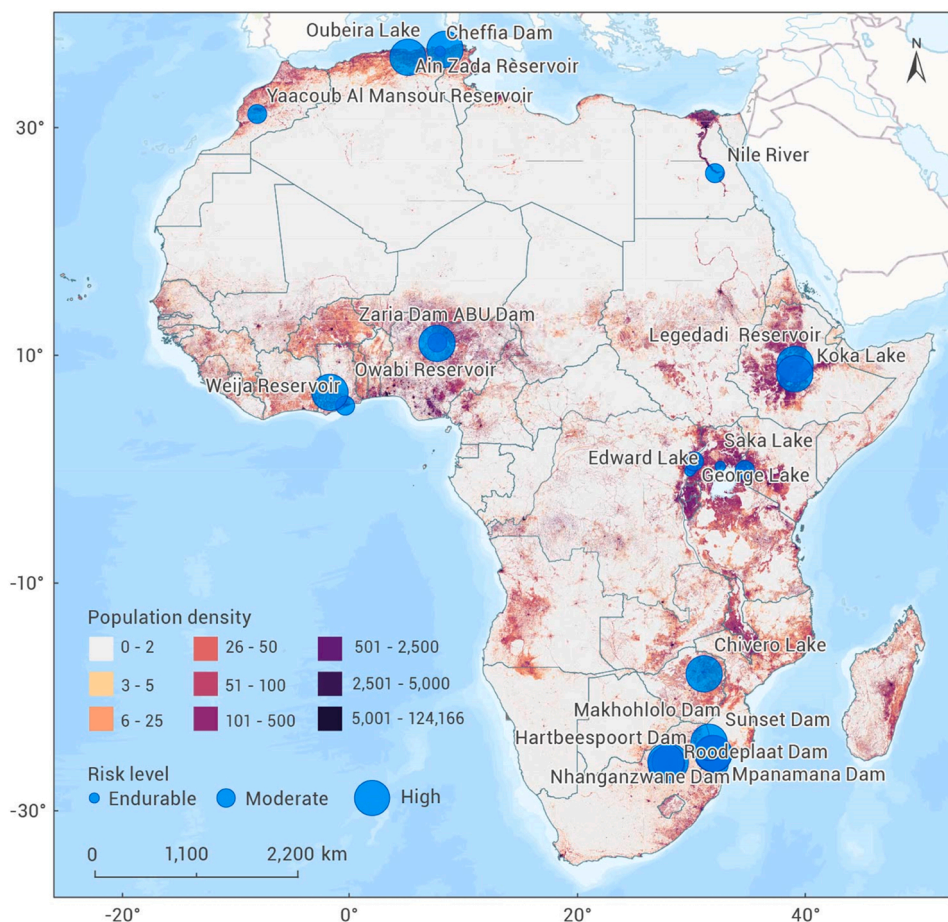 Oubeira Lake
Cheffia Dam
N
Ain Zada Rèservoir
Yaacoub Al Mansour Reservoir
30°
Nile River
Zaria Dam ABU Dam
Legedadi Reservoir
10°
Koka Lake
Owabi Reservoir
Weija Reservoir
Saka Lake
Edward Lake
George Lake
-10°
Population density
0 - 2
26 - 50
501 - 2,500
3 - 5
51 - 100
2,501 - 5,000
6 - 25
101 - 500
5,001 - 124,166
Chivero Lake
Makhohlolo Dam
Sunset Dam
Hartbeespoort Dam
Roodeplaat Dam
Nhanganzwane Dam
Mpanamana Dam
Risk level
Endurable
Moderate
High
-30°
0
1,100
2,200 km
-20°
0°
20°
40°